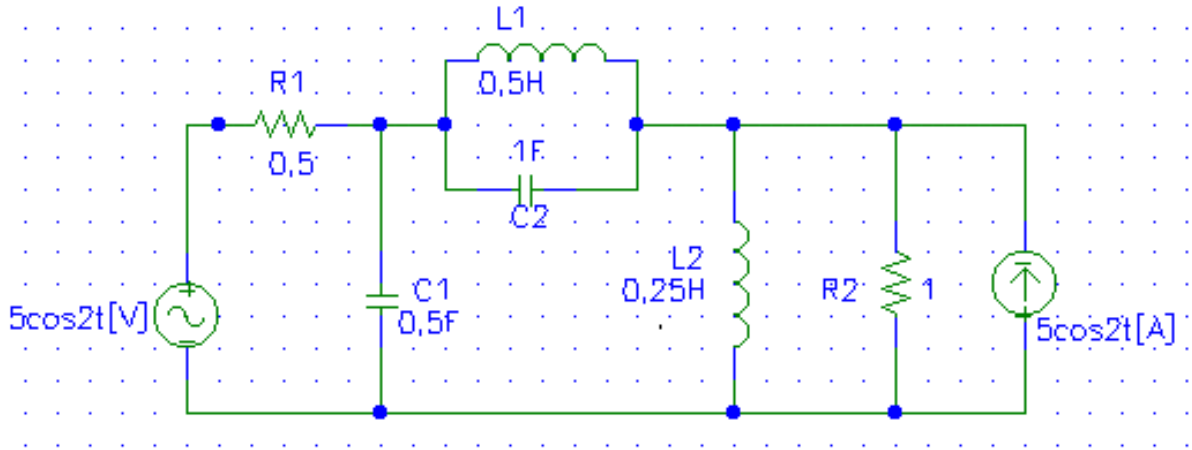 L1
0,5H
R1
0,5
1F
C2
L2
0,25H
R2
1
C1
0,5F
5cos2t[V]
5cos2t[A]